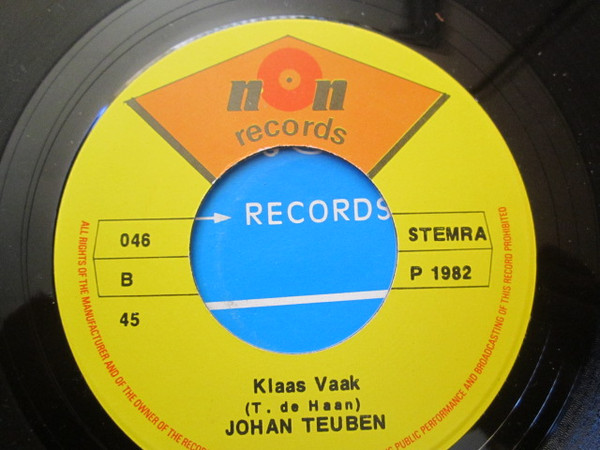 non
records
RECORDS
046
B
45
STEMRA
P 1982
Klaas Vaak
(T. de Haan)
JOHAN TEUBEN
ALL RIGHTS OF THE MANUFACTURER AND OF THE OWNER OF THE RECOR
PUBLIC PERFORMANCE AND BROADCASTING OF THIS RECORD PROHIBITED